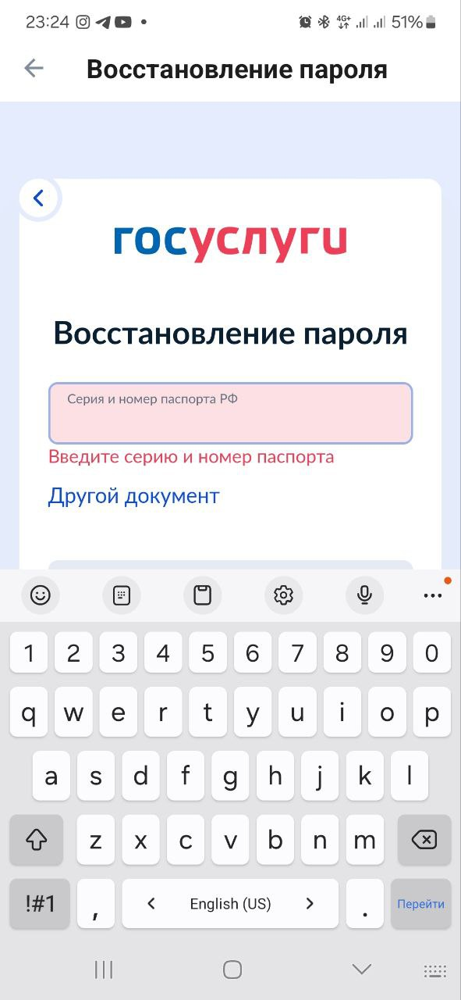 23:24 4G+ 51%
Восстановление пароля
госуслуги
Восстановление пароля
Серия и номер паспорта РФ
Введите серию и номер паспорта
Другой документ
1 2 3 4 5 6 7 8 9 0
q w e r t y u i o p
a s d f g h j k l
z x c v b n m
!#1 , English (US) . Перейти